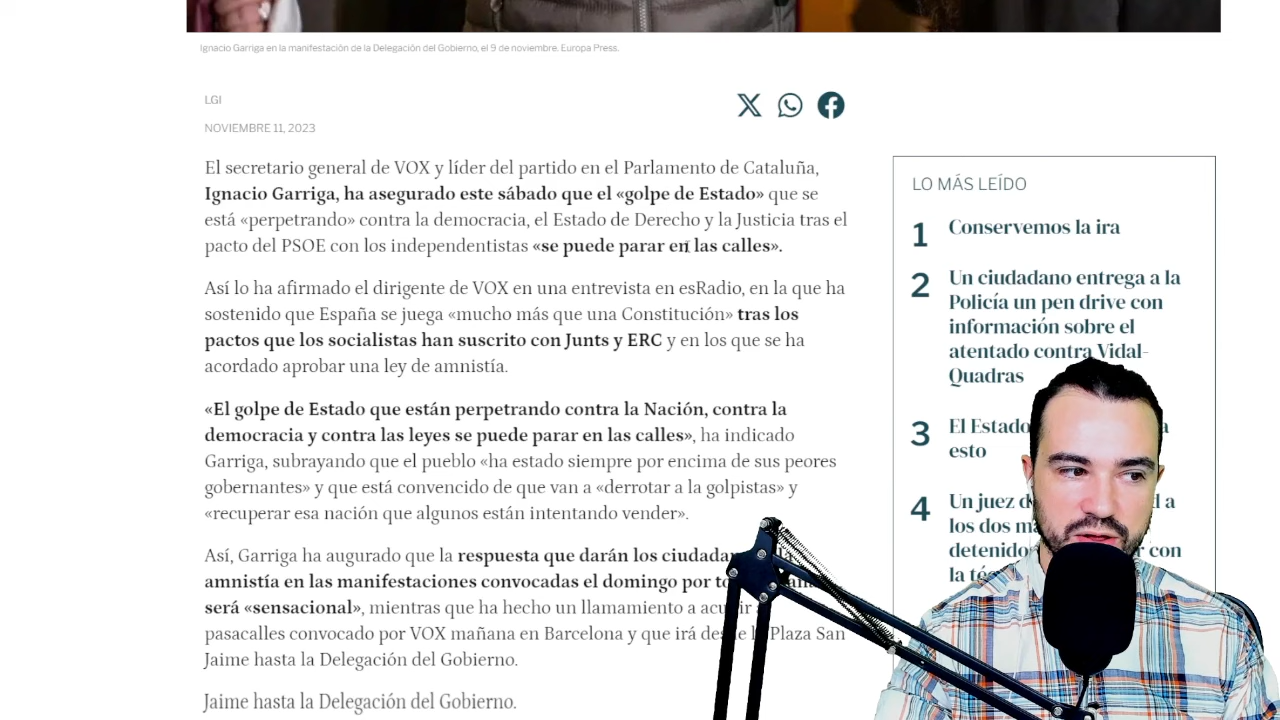 Ignacio Garriga en la manifestación de la Delegación del Gobierno, el 9 de noviembre. Europa Press.
LGI
NOVIEMBRE 11, 2023
El secretario general de VOX y líder del partido en el Parlamento de Cataluña,
Ignacio Garriga, ha asegurado este sábado que el «golpe de Estado» que se
está «perpetrando» contra la democracia, el Estado de Derecho y la Justicia tras el
pacto del PSOE con los independentistas «se puede parar en las calles».
Así lo ha afirmado el dirigente de VOX en una entrevista en esRadio, en la que ha
sostenido que España se juega «mucho más que una Constitución» tras los
pactos que los socialistas han suscrito con Junts y ERC y en los que se ha
acordado aprobar una ley de amnistía.
«El golpe de Estado que están perpetrando contra la Nación, contra la
democracia y contra las leyes se puede parar en las calles», ha indicado
Garriga, subrayando que el pueblo «ha estado siempre por encima de sus peores
gobernantes» y que está convencido de que van a «derrotar a la golpistas» y
«recuperar esa nación que algunos están intentando vender».
Así, Garriga ha augurado que la respuesta que darán los
amnistía en las manifestaciones convocadas el domingo por
será «sensacional», mientras que ha hecho un llamamiento a
pasacalles convocado por VOX mañana en Barcelona y que irá Plaza San
Jaime hasta la Delegación del Gobierno.
Jaime hasta la Delegación del Gobierno.
LO MÁS LEÍDO
1 Conservemos la ira
2 Un ciudadano entrega a la
Policía un pen drive con
información sobre el
atentado contra Vidal-
Quadras
3 El Estado a
esto
4 Un juez a
los dos
con
la